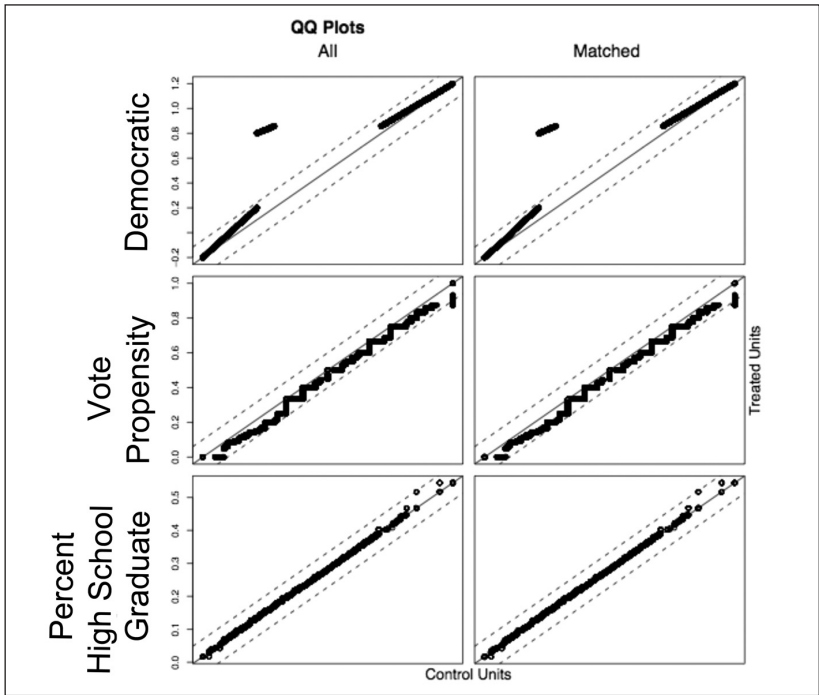 QQ Plots
All
Matched
Democratic
1.2
1.0
0.8
0.6
0.4
0.2
−0.2
Vote
Propensity
1.0
0.8
0.6
0.4
0.2
0.0
Treated Units
Percent
High School
Graduate
0.5
0.4
0.3
0.2
0.1
0.0
Control Units